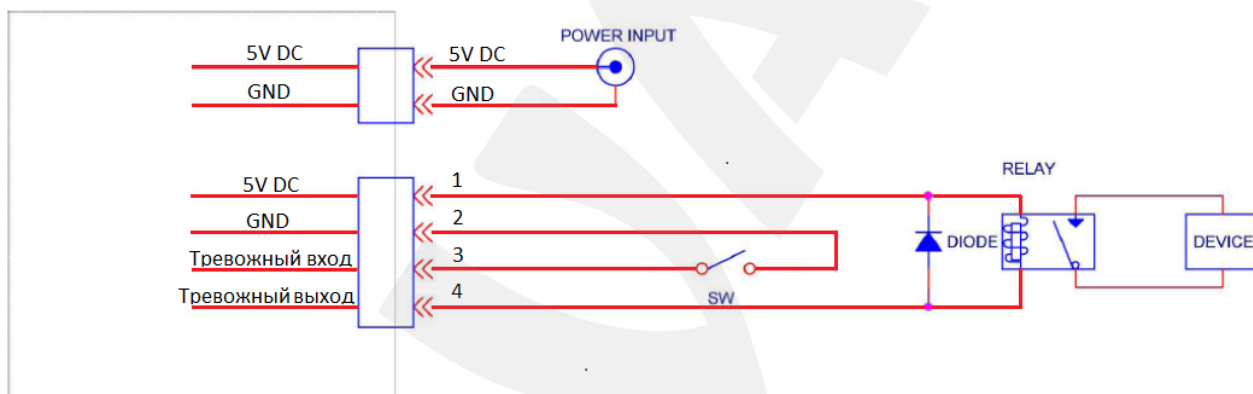 POWER INPUT
5V DC
5V DC
GND
GND
RELAY
5V DC
1
GND
2
DIODE
DEVICE
Тревожный вход
3
Тревожный выход
4
SW